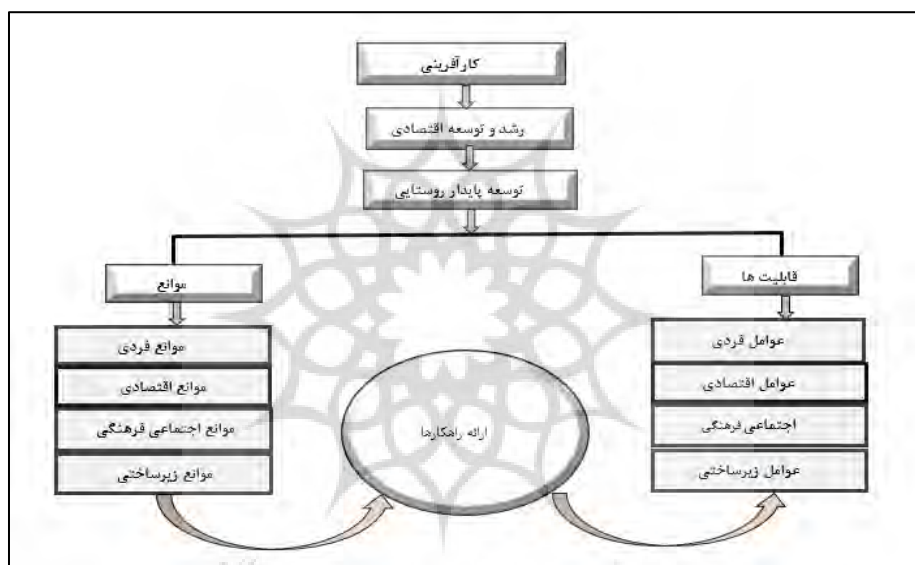 کارآفرینی
رشد و توسعه اقتصادی
توسعه پایدار روستایی
قابلیت ها
موانع
عوامل فردی
عوامل اقتصادی
اجتماعی فرهنگی
عوامل زیرساختی
موانع فردی
موانع اقتصادی
موانع اجتماعی فرهنگی
موانع زیرساختی
ارائه راهکارها